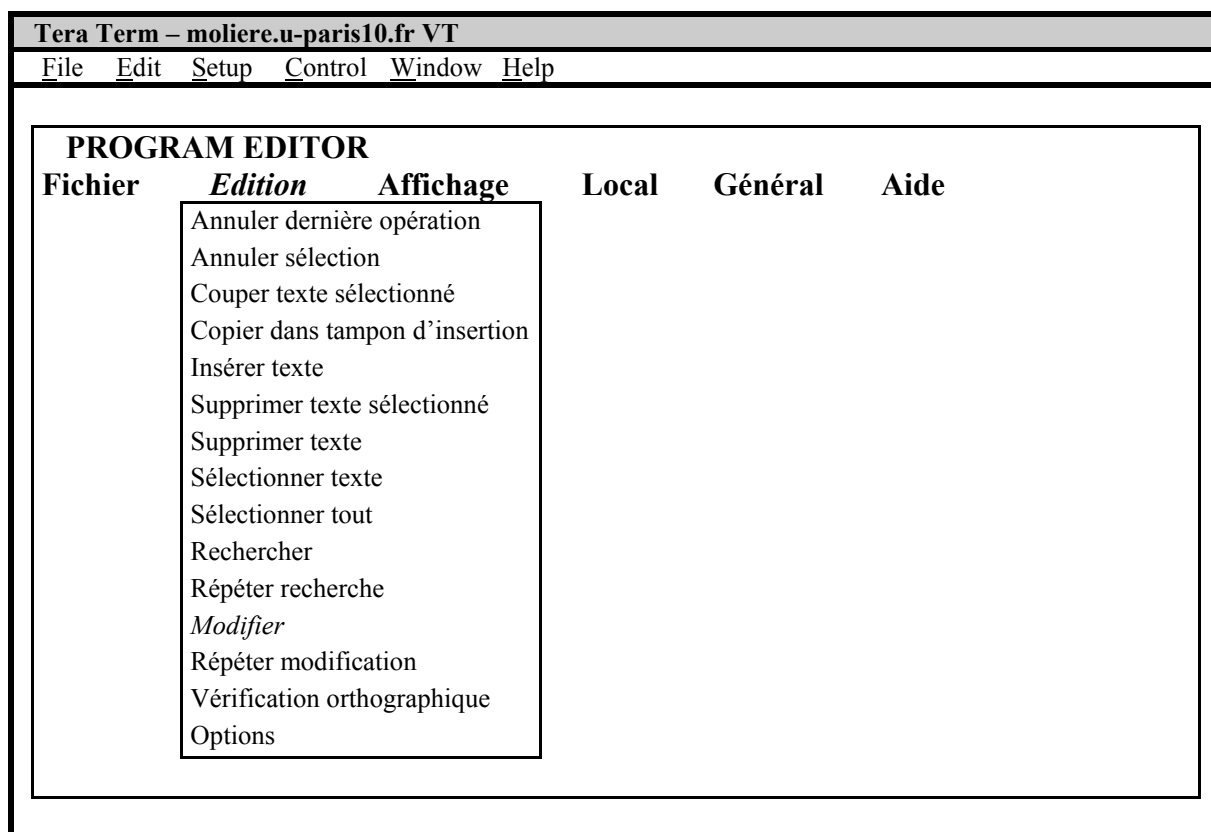 Tera Term – moliere.u-paris10.fr VT
File Edit Setup Control Window Help
PROGRAM EDITOR
Fichier Edition Affichage Local Général Aide
Annuler dernière opération
Annuler sélection
Couper texte sélectionné
Copier dans tampon d’insertion
Insérer texte
Supprimer texte sélectionné
Supprimer texte
Sélectionner texte
Sélectionner tout
Rechercher
Répéter recherche
Modifier
Répéter modification
Vérification orthographique
Options